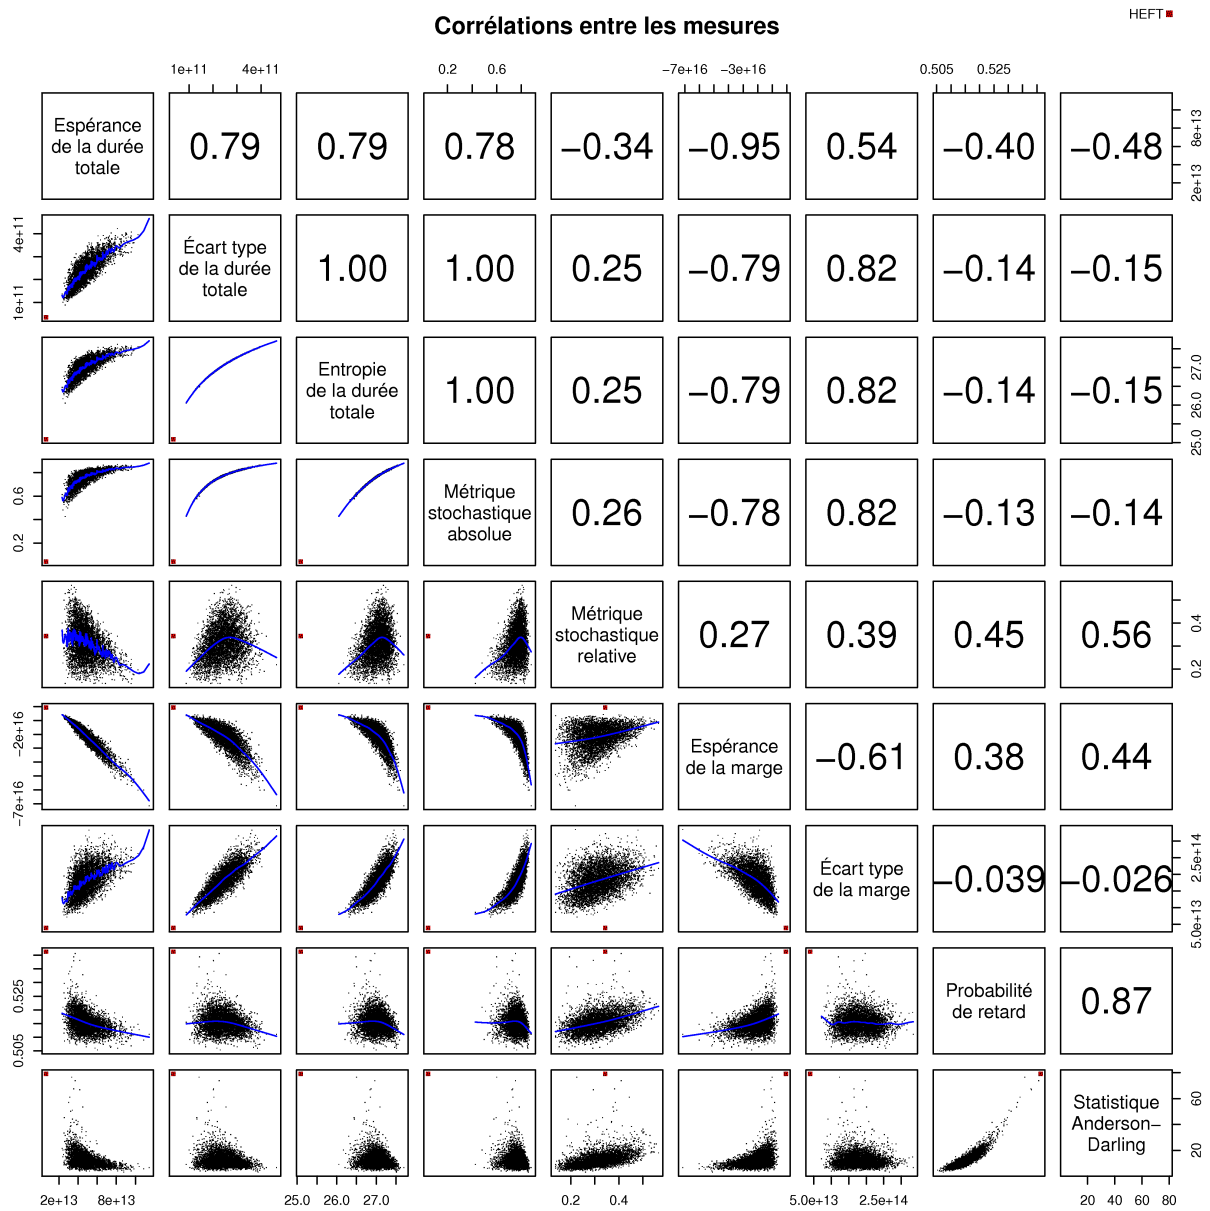 Corrélations entre les mesures
HEFT
1e+11 4e+11
0.2 0.6
−7e+16 −3e+16
0.505 0.525
Espérance
de la durée
totale
0.79
0.79
0.78
−0.34
−0.95
0.54
−0.40
−0.48
2e+13 8e+13
1e+11 4e+11
Écart type
de la durée
totale
1.00
1.00
0.25
−0.79
0.82
−0.14
−0.15
Entropie
de la durée
totale
1.00
0.25
−0.79
0.82
−0.14
−0.15
25.0 26.0 27.0
0.2 0.6
Métrique
stochastique
absolue
0.26
−0.78
0.82
−0.13
−0.14
Métrique
stochastique
relative
0.27
0.39
0.45
0.56
0.2 0.4
−7e+16 −2e+16
Espérance
de la marge
−0.61
0.38
0.44
Écart type
de la marge
−0.039
−0.026
5.0e+13 2.5e+14
0.505 0.525
Probabilité
de retard
0.87
Statistique
Anderson−
Darling
20 60
2e+13 8e+13
25.0 26.0 27.0
0.2 0.4
5.0e+13 2.5e+14
20 40 60 80